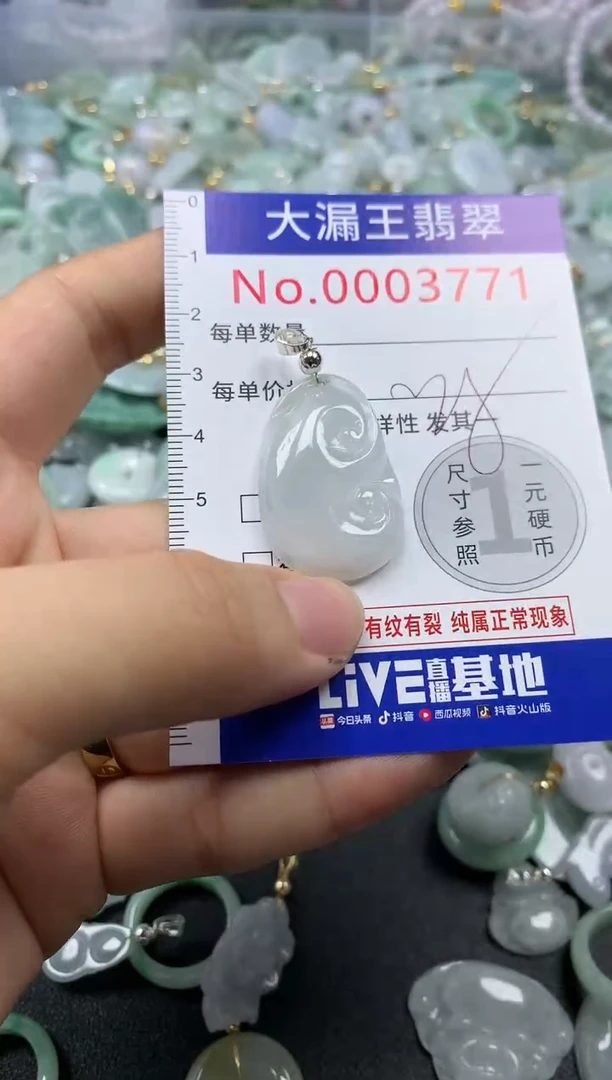 0
大漏王翡翠
1
No.0003771
2
每单数量
3
每单价
4
样性 发其一
尺寸参照
1
一元硬币
5
有纹有裂 纯属正常现象
LiVE直播基地
今日头条 抖音 西瓜视频 抖音火山版